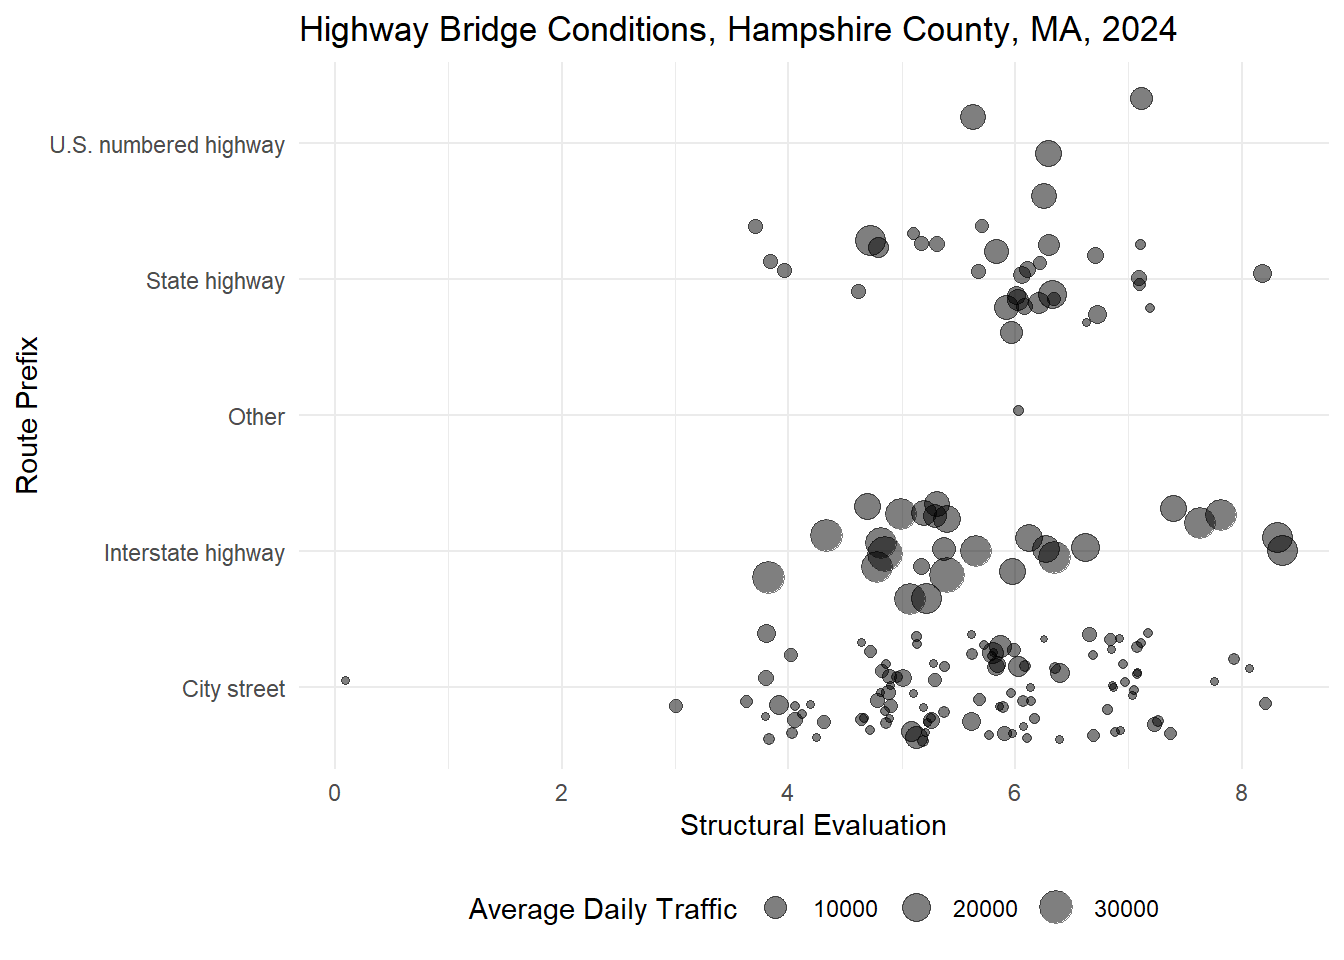 Highway Bridge Conditions, Hampshire County, MA, 2024
Route Prefix
U.S. numbered highway
State highway
Other
Interstate highway
City street
0 2 4 6 8
Structural Evaluation
Average Daily Traffic 10000 20000 30000